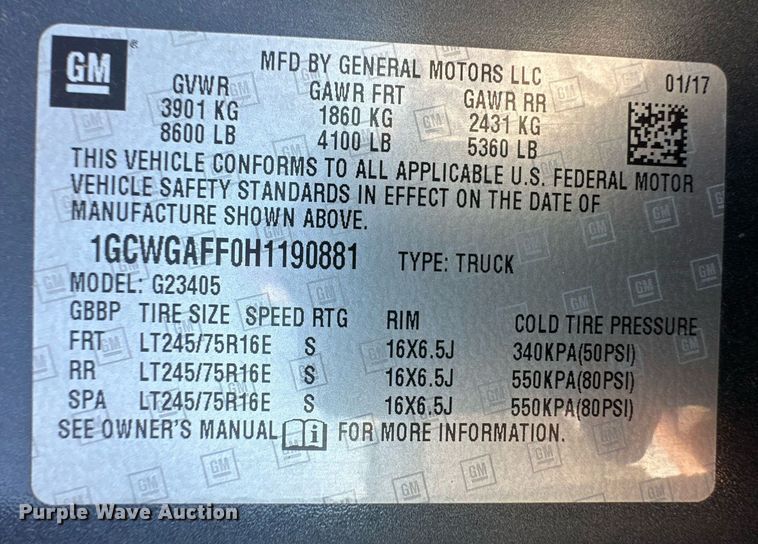 GM
MFD BY GENERAL MOTORS LLC
01/17
GVWR GAWR FRT GAWR RR
3901 KG 1860 KG 2431 KG
8600 LB 4100 LB 5360 LB
THIS VEHICLE CONFORMS TO ALL APPLICABLE U.S. FEDERAL MOTOR
VEHICLE SAFETY STANDARDS IN EFFECT ON THE DATE OF
MANUFACTURE SHOWN ABOVE.
1GCWGAFF0H1190881 TYPE: TRUCK
MODEL: G23405
GBBP TIRE SIZE SPEED RTG RIM COLD TIRE PRESSURE
FRT LT245/75R16E S 16X6.5J 340KPA(50PSI)
RR LT245/75R16E S 16X6.5J 550KPA(80PSI)
SPA LT245/75R16E S 16X6.5J 550KPA(80PSI)
SEE OWNER'S MANUAL i FOR MORE INFORMATION.
Purple Wave Auction